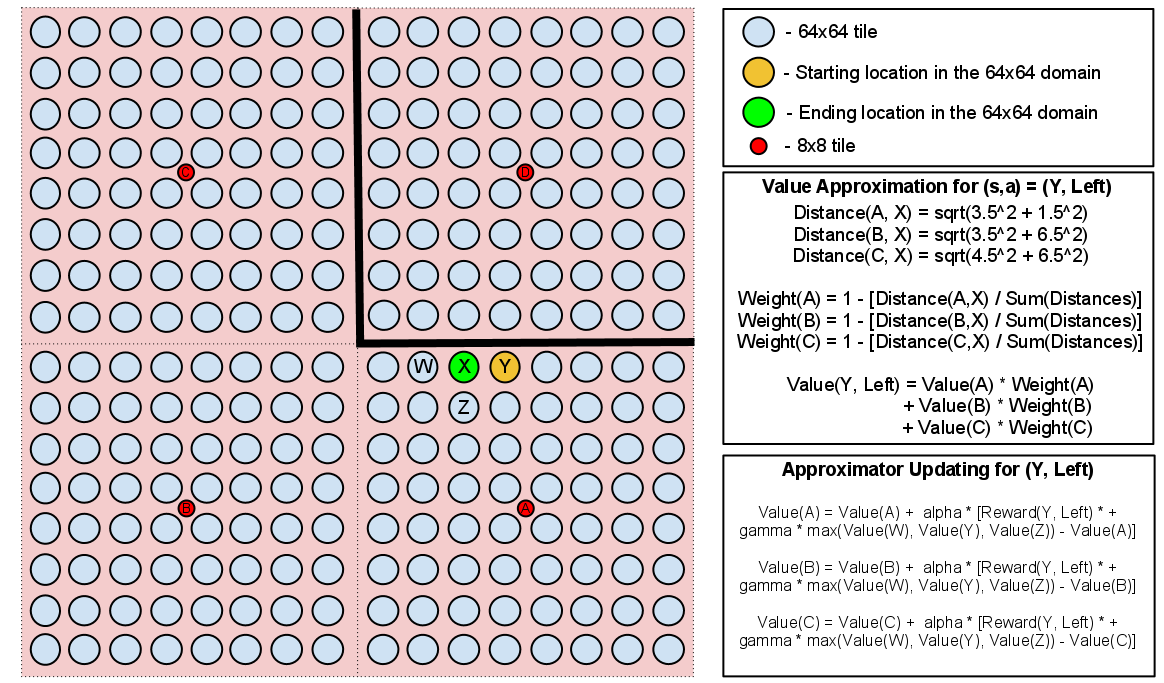 C
D
W X Y
Z
B
A
- 64x64 tile
- Starting location in the 64x64 domain
- Ending location in the 64x64 domain
- 8x8 tile
Value Approximation for (s,a) = (Y, Left)
Distance(A, X) = sqrt(3.5^2 + 1.5^2)
Distance(B, X) = sqrt(3.5^2 + 6.5^2)
Distance(C, X) = sqrt(4.5^2 + 6.5^2)
Weight(A) = 1 - [Distance(A,X) / Sum(Distances)]
Weight(B) = 1 - [Distance(B,X) / Sum(Distances)]
Weight(C) = 1 - [Distance(C,X) / Sum(Distances)]
Value(Y, Left) = Value(A) * Weight(A)
+ Value(B) * Weight(B)
+ Value(C) * Weight(C)
Approximator Updating for (Y, Left)
Value(A) = Value(A) + alpha * [Reward(Y, Left) * +
gamma * max(Value(W), Value(Y), Value(Z)) - Value(A)]
Value(B) = Value(B) + alpha * [Reward(Y, Left) * +
gamma * max(Value(W), Value(Y), Value(Z)) - Value(B)]
Value(C) = Value(C) + alpha * [Reward(Y, Left) * +
gamma * max(Value(W), Value(Y), Value(Z)) - Value(C)]